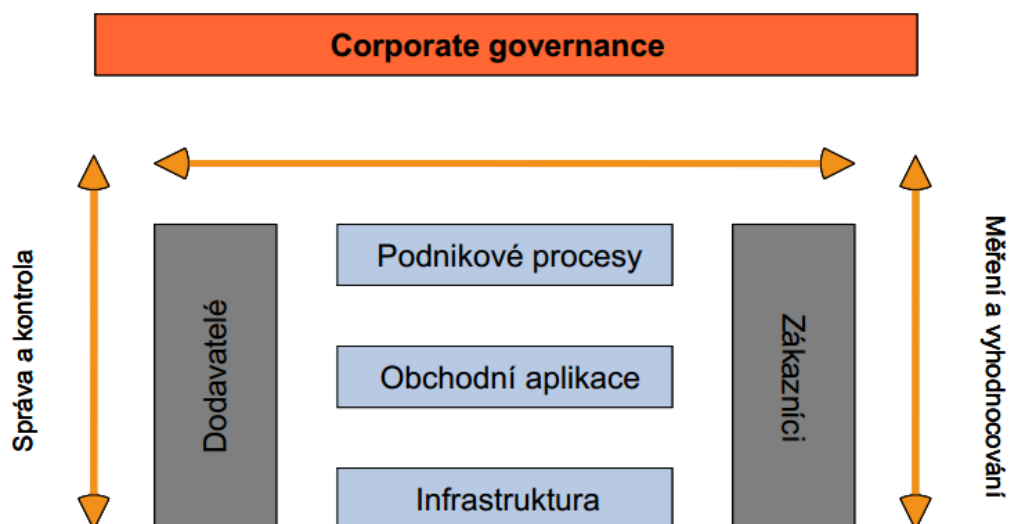 Corporate governance
Správa a kontrola
Dodavatelé
Podnikové procesy
Obchodní aplikace
Infrastruktura
Zákazníci
Měření a vyhodnocování